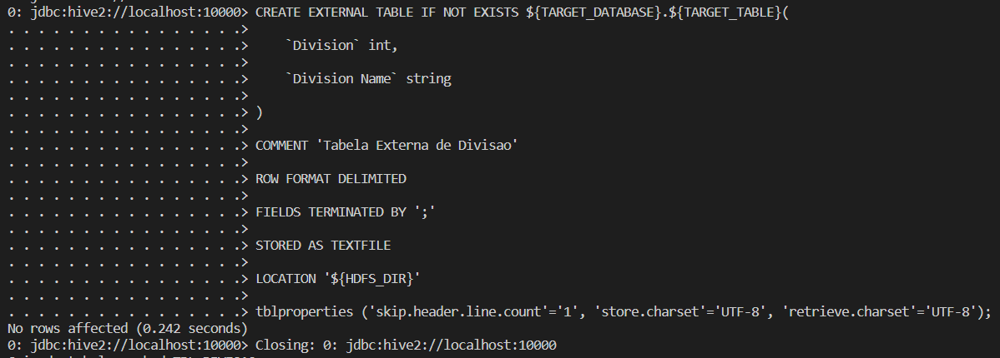 0: jdbc:hive2://localhost:10000> CREATE EXTERNAL TABLE IF NOT EXISTS ${TARGET_DATABASE}.${TARGET_TABLE}(
. . . . . . . . . . . . . . . .>
. . . . . . . . . . . . . . . .>     `Division` int,
. . . . . . . . . . . . . . . .>
. . . . . . . . . . . . . . . .>     `Division Name` string
. . . . . . . . . . . . . . . .>
. . . . . . . . . . . . . . . .> )
. . . . . . . . . . . . . . . .>
. . . . . . . . . . . . . . . .> COMMENT 'Tabela Externa de Divisao'
. . . . . . . . . . . . . . . .>
. . . . . . . . . . . . . . . .> ROW FORMAT DELIMITED
. . . . . . . . . . . . . . . .>
. . . . . . . . . . . . . . . .> FIELDS TERMINATED BY ';'
. . . . . . . . . . . . . . . .>
. . . . . . . . . . . . . . . .> STORED AS TEXTFILE
. . . . . . . . . . . . . . . .>
. . . . . . . . . . . . . . . .> LOCATION '${HDFS_DIR}'
. . . . . . . . . . . . . . . .>
. . . . . . . . . . . . . . . .> tblproperties ('skip.header.line.count'='1', 'store.charset'='UTF-8', 'retrieve.charset'='UTF-8');
No rows affected (0.242 seconds)
0: jdbc:hive2://localhost:10000> Closing: 0: jdbc:hive2://localhost:10000